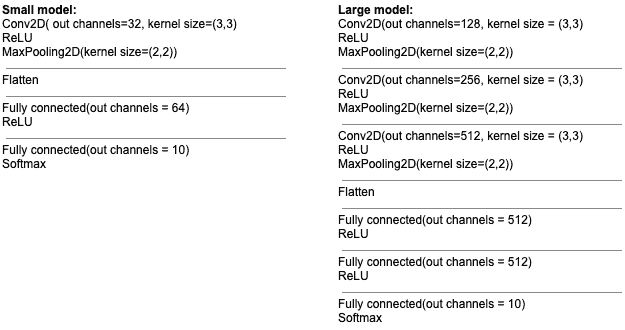 Small model:
Conv2D( out channels=32, kernel size=(3,3)
ReLU
MaxPooling2D(kernel size=(2,2))
Flatten
Fully connected(out channels = 64)
ReLU
Fully connected(out channels = 10)
Softmax
Large model:
Conv2D(out channels=128, kernel size = (3,3)
ReLU
MaxPooling2D(kernel size=(2,2))
Conv2D(out channels=256, kernel size = (3,3)
ReLU
MaxPooling2D(kernel size=(2,2))
Conv2D(out channels=512, kernel size = (3,3)
ReLU
MaxPooling2D(kernel size=(2,2))
Flatten
Fully connected(out channels = 512)
ReLU
Fully connected(out channels = 512)
ReLU
Fully connected(out channels = 10)
Softmax